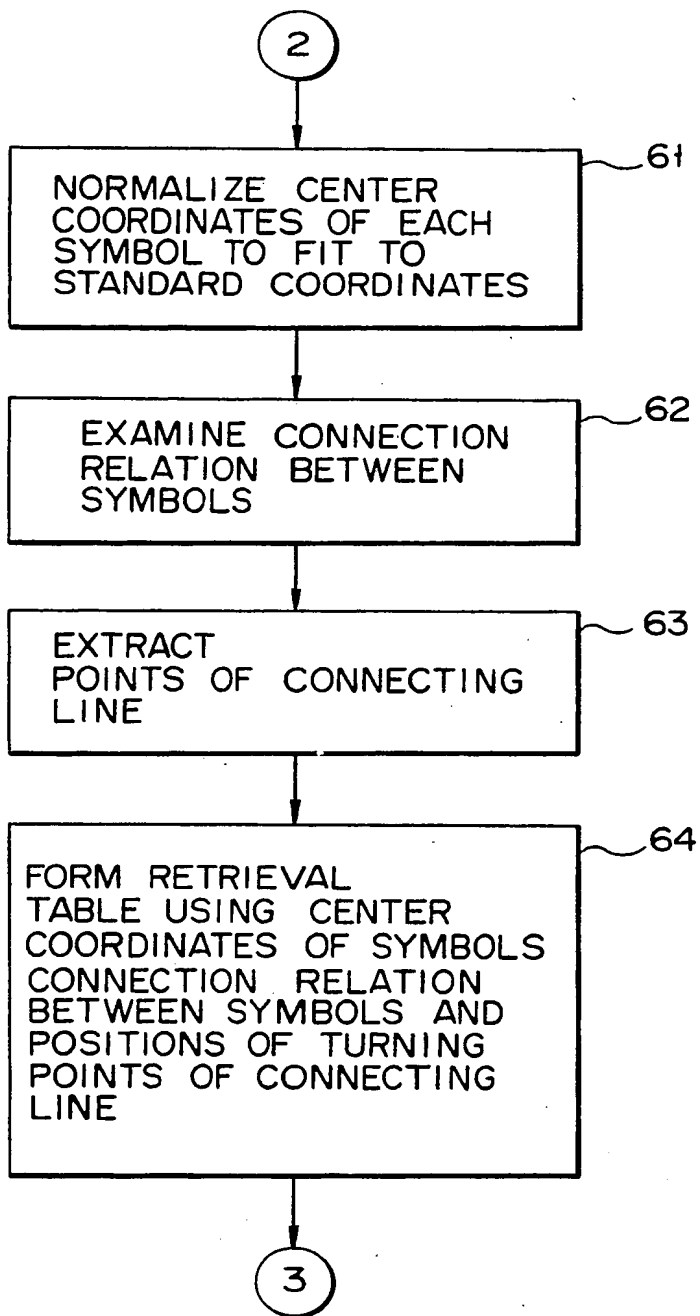 2
61
NORMALIZE CENTER
COORDINATES OF EACH
SYMBOL TO FIT TO
STANDARD COORDINATES
62
EXAMINE CONNECTION
RELATION BETWEEN
SYMBOLS
63
EXTRACT
POINTS OF CONNECTING
LINE
64
FORM RETRIEVAL
TABLE USING CENTER
COORDINATES OF SYMBOLS
CONNECTION RELATION
BETWEEN SYMBOLS AND
POSITIONS OF TURNING
POINTS OF CONNECTING
LINE
3